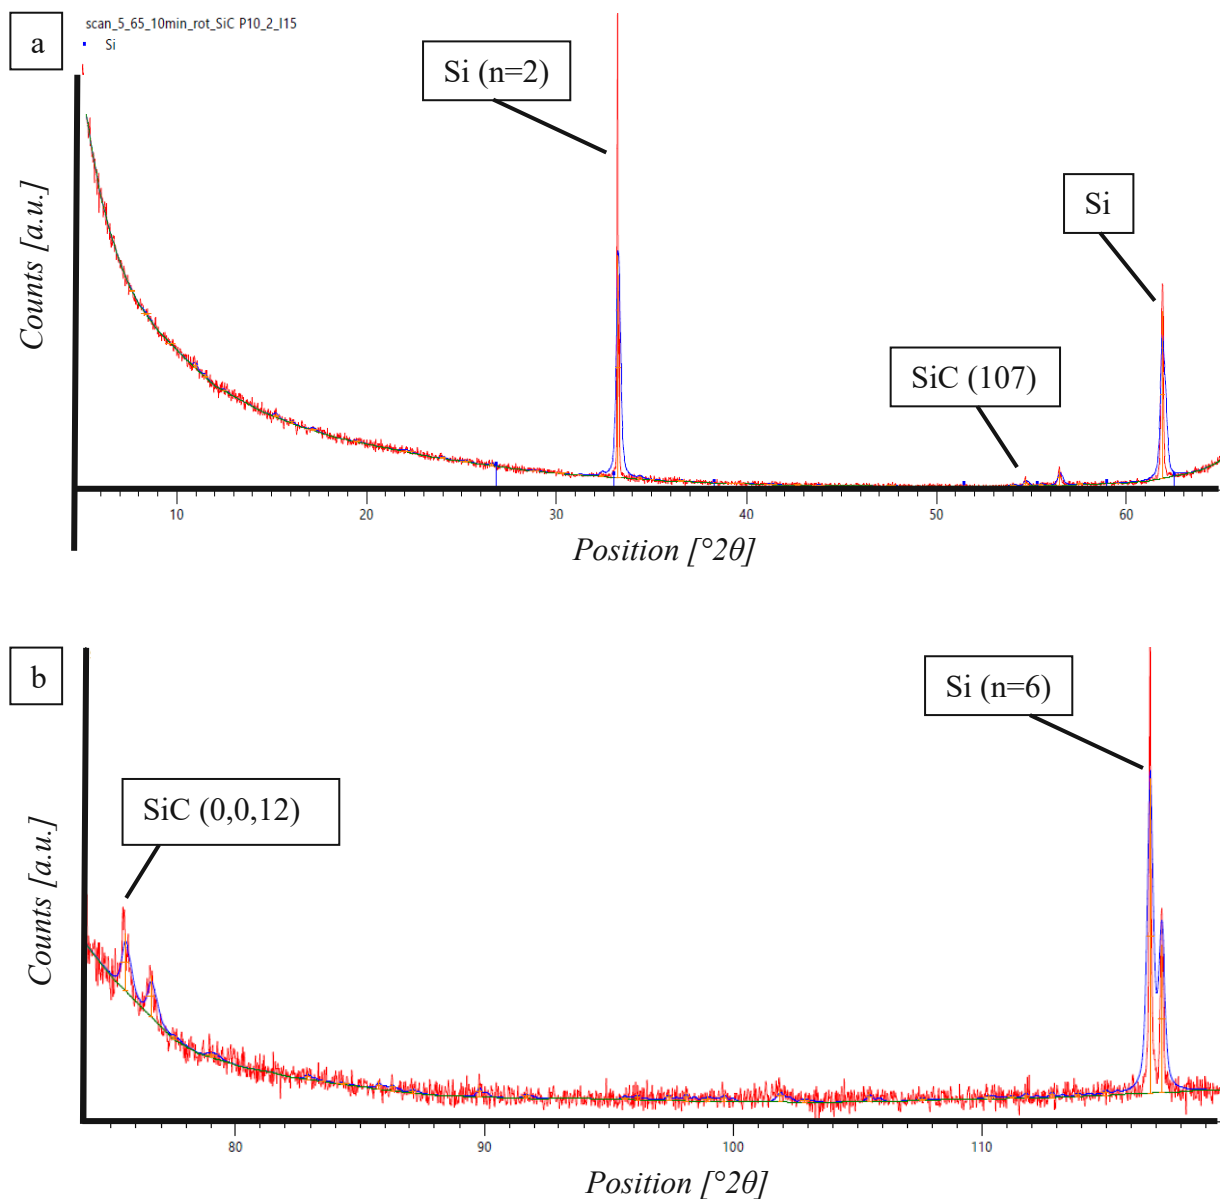 a
scan_5_65_10min_rot_SiC P10_2_I15
Si
Si (n=2)
Si
SiC (107)
Counts [a.u.]
10 20 30 40 50 60
Position [°2θ]
b
Si (n=6)
SiC (0,0,12)
Counts [a.u.]
80 90 100 110
Position [°2θ]